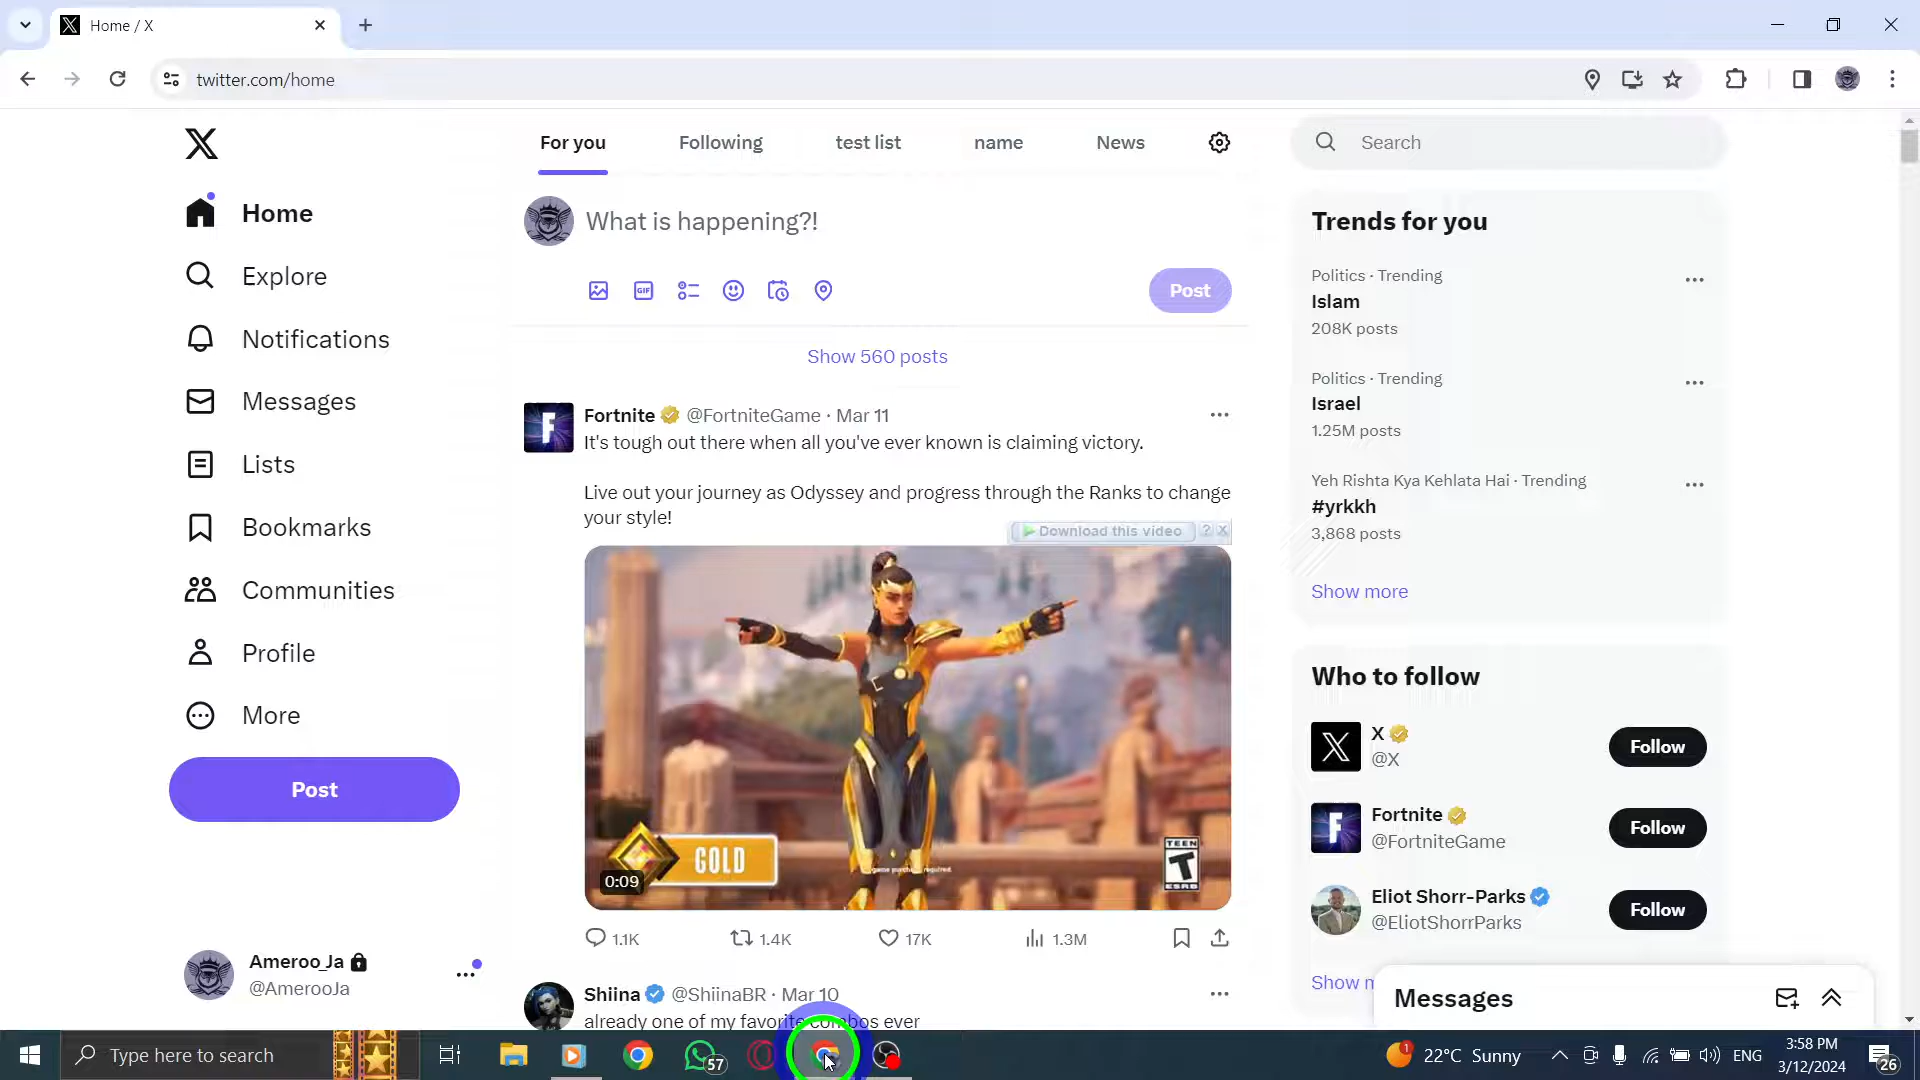 Home / X
twitter.com/home
For you
Following
test list
name
News
Search
Home
Explore
Notifications
Messages
Lists
Bookmarks
Communities
Profile
More
Post
Ameroo_Ja
@AmerooJa
What is happening?!
GIF
Post
Show 560 posts
Fortnite @FortniteGame · Mar 11
It's tough out there when all you've ever known is claiming victory.
Live out your journey as Odyssey and progress through the Ranks to change
your style!
Download this video ? X
GOLD
0:09
TEEN
T
ESRB
1.1K
1.4K
17K
1.3M
Shiina @ShiinaBR · Mar 10
already one of my favorite combos ever
Trends for you
Politics · Trending
Islam
208K posts
Politics · Trending
Israel
1.25M posts
Yeh Rishta Kya Kehlata Hai · Trending
#yrkkh
3,868 posts
Show more
Who to follow
X
@X
Follow
Fortnite
@FortniteGame
Follow
Eliot Shorr-Parks
@EliotShorrParks
Follow
Show m
Messages
Type here to search
57
1
22°C Sunny
ENG
3:58 PM
3/12/2024
26